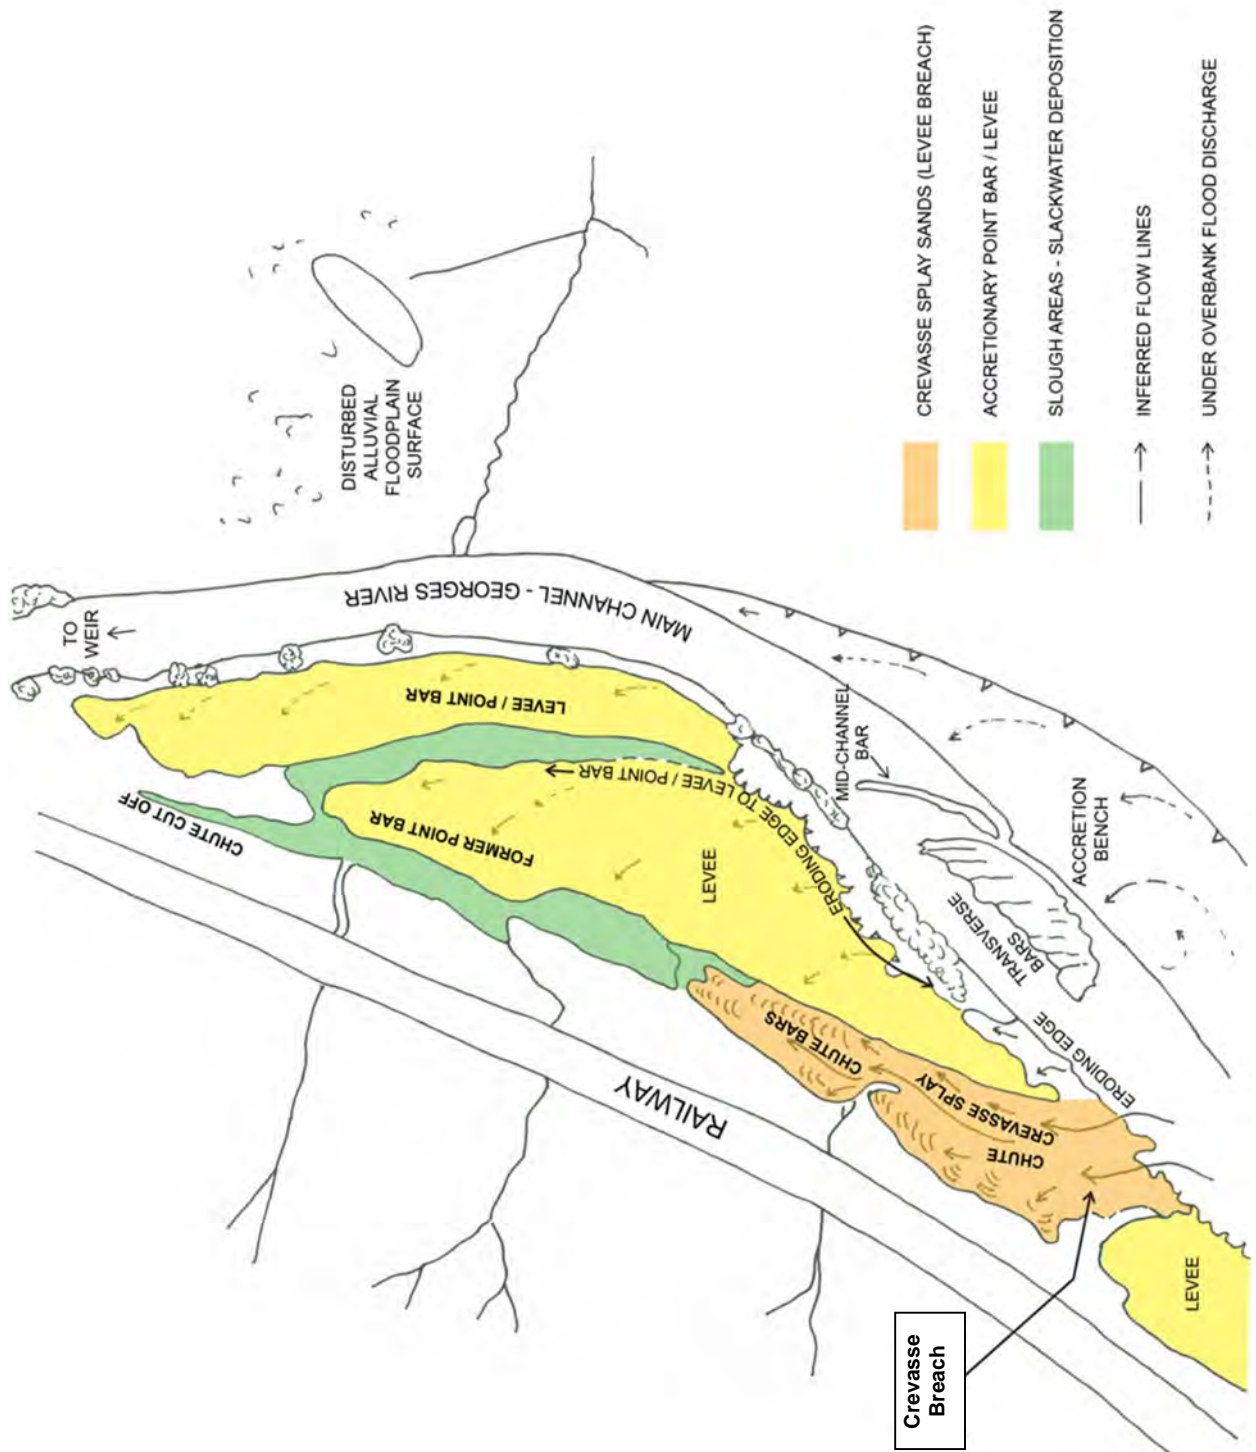 TO
WEIR
MAIN CHANNEL - GEORGES RIVER
DISTURBED
ALLUVIAL
FLOODPLAIN
SURFACE
LEVEE / POINT BAR
CHUTE CUT OFF
FORMER POINT BAR
ERODING EDGE TO LEVEE / POINT BAR
LEVEE
MID-CHANNEL
BAR
TRANSVERSE
BARS
ACCRETION
BENCH
ERODING EDGE
RAILWAY
CHUTE BARS
CREVASSE SPLAY
CHUTE
LEVEE
Crevasse
Breach
CREVASSE SPLAY SANDS (LEVEE BREACH)
ACCRETIONARY POINT BAR / LEVEE
SLOUGH AREAS - SLACKWATER DEPOSITION
INFERRED FLOW LINES
UNDER OVERBANK FLOOD DISCHARGE